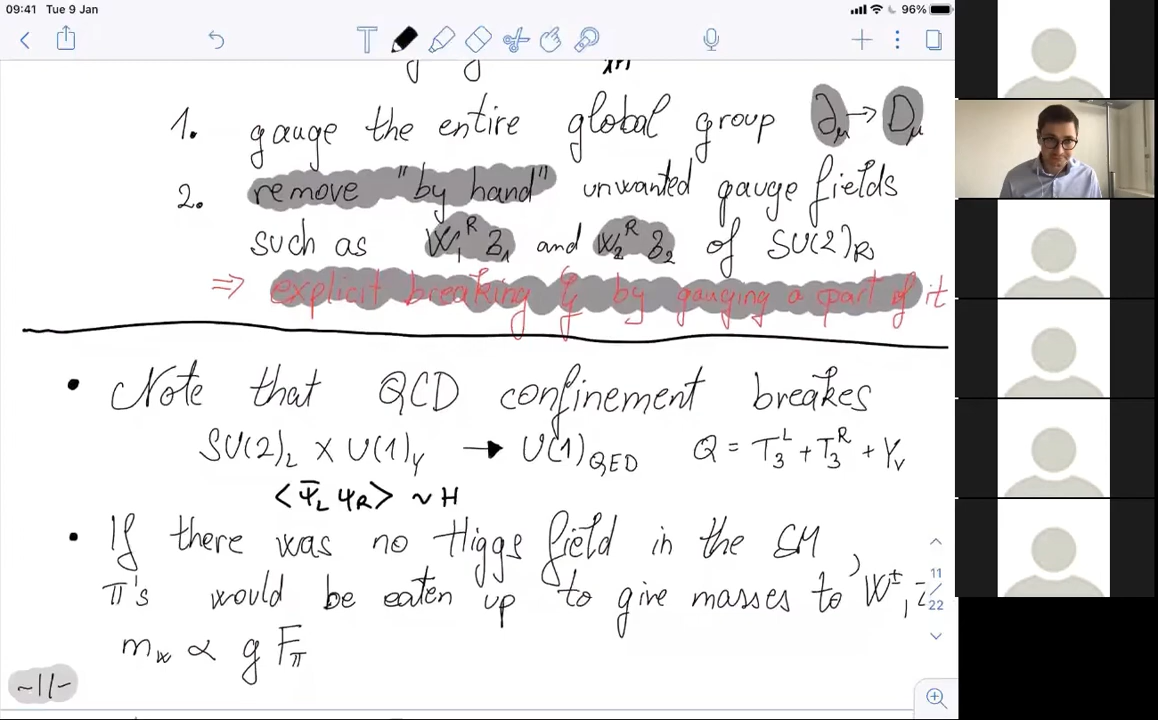 09:41 Tue 9 Jan
96%
1. gauge the entire global group ∂μ → Dμ
2. remove "by hand" unwanted gauge fields
such as W₁ᴿ B₁ and W₂ᴿ B₂ of SU(2)R
⇒ explicit breaking by gauging a part of it
• Note that QCD confinement breakes
SU(2)L × U(1)Y → U(1)QED Q = T₃ᴸ + T₃ᴿ + YV
<Ψ̄L ΨR> ~ H
• If there was no Higgs field in the SM,
π's would be eaten up to give masses to W±, Z
mW ∝ g Fπ
11
22
-11-